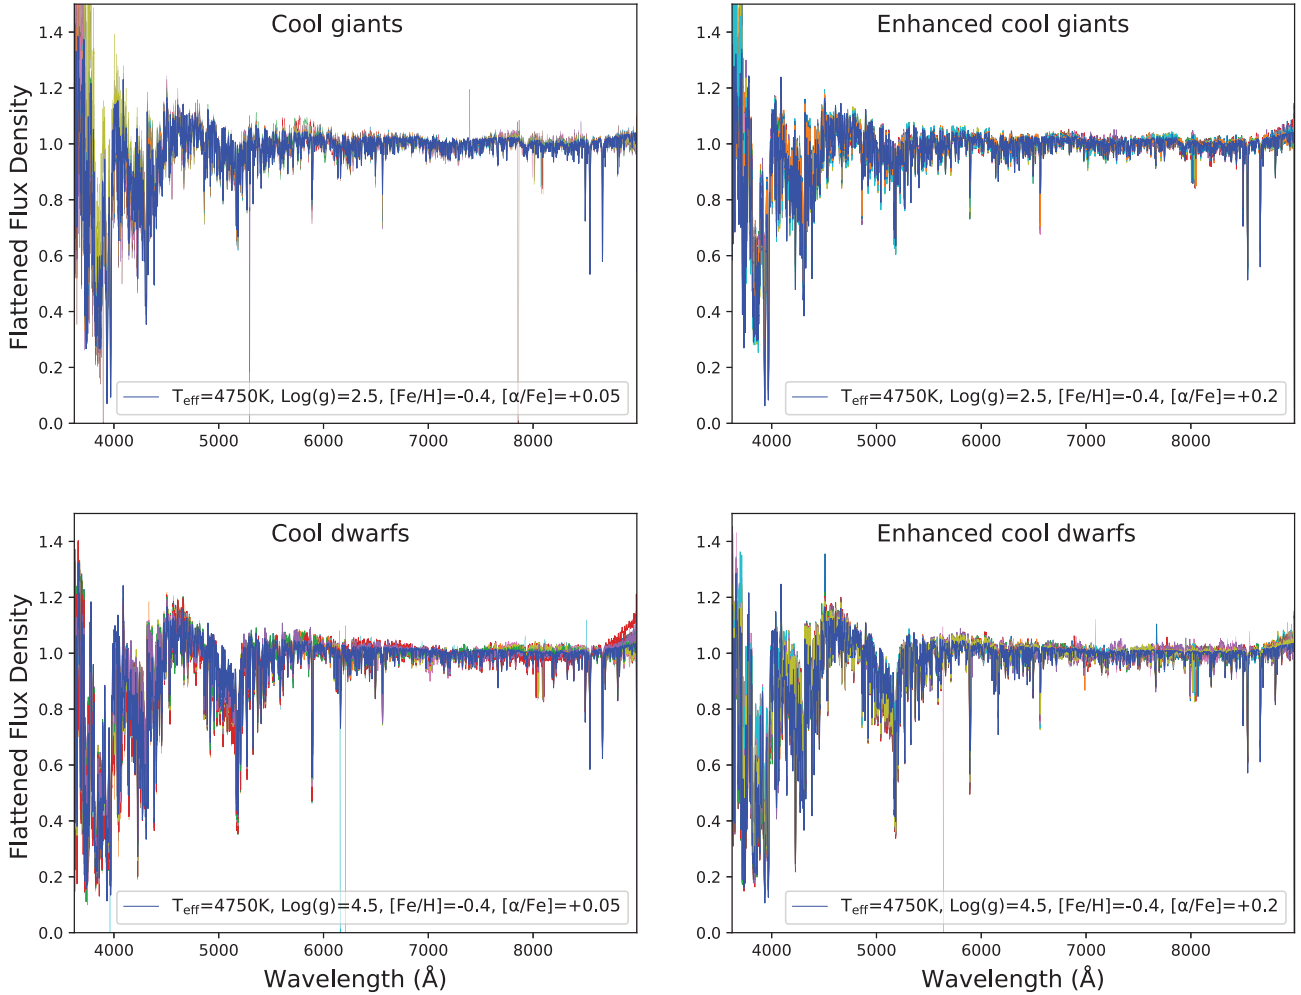 Cool giants
Flattened Flux Density
1.4
1.2
1.0
0.8
0.6
0.4
0.2
0.0
T_eff=4750K, Log(g)=2.5, [Fe/H]=-0.4, [α/Fe]=+0.05
4000 5000 6000 7000 8000
Enhanced cool giants
1.4
1.2
1.0
0.8
0.6
0.4
0.2
0.0
T_eff=4750K, Log(g)=2.5, [Fe/H]=-0.4, [α/Fe]=+0.2
4000 5000 6000 7000 8000
Cool dwarfs
Flattened Flux Density
1.4
1.2
1.0
0.8
0.6
0.4
0.2
0.0
T_eff=4750K, Log(g)=4.5, [Fe/H]=-0.4, [α/Fe]=+0.05
4000 5000 6000 7000 8000
Wavelength (Å)
Enhanced cool dwarfs
1.4
1.2
1.0
0.8
0.6
0.4
0.2
0.0
T_eff=4750K, Log(g)=4.5, [Fe/H]=-0.4, [α/Fe]=+0.2
4000 5000 6000 7000 8000
Wavelength (Å)